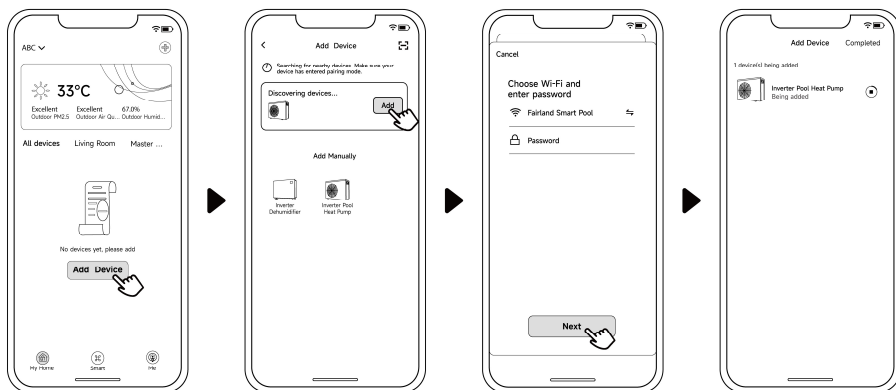 ABC
33°C
Excellent Excellent 67.0%
Outdoor PM2.5 Outdoor Air Qu... Outdoor Humid...
All devices Living Room Master ...
No devices yet, please add
Add Device
My Home Smart Me
Add Device
Searching for nearby devices. Make sure your
device has entered pairing mode.
Discovering devices...
Add
Add Manually
Inverter
Dehumidifier
Inverter Pool
Heat Pump
Cancel
Choose Wi-Fi and
enter password
Fairland Smart Pool
Password
Next
Add Device Completed
1 device(s) being added
Inverter Pool Heat Pump
Being added